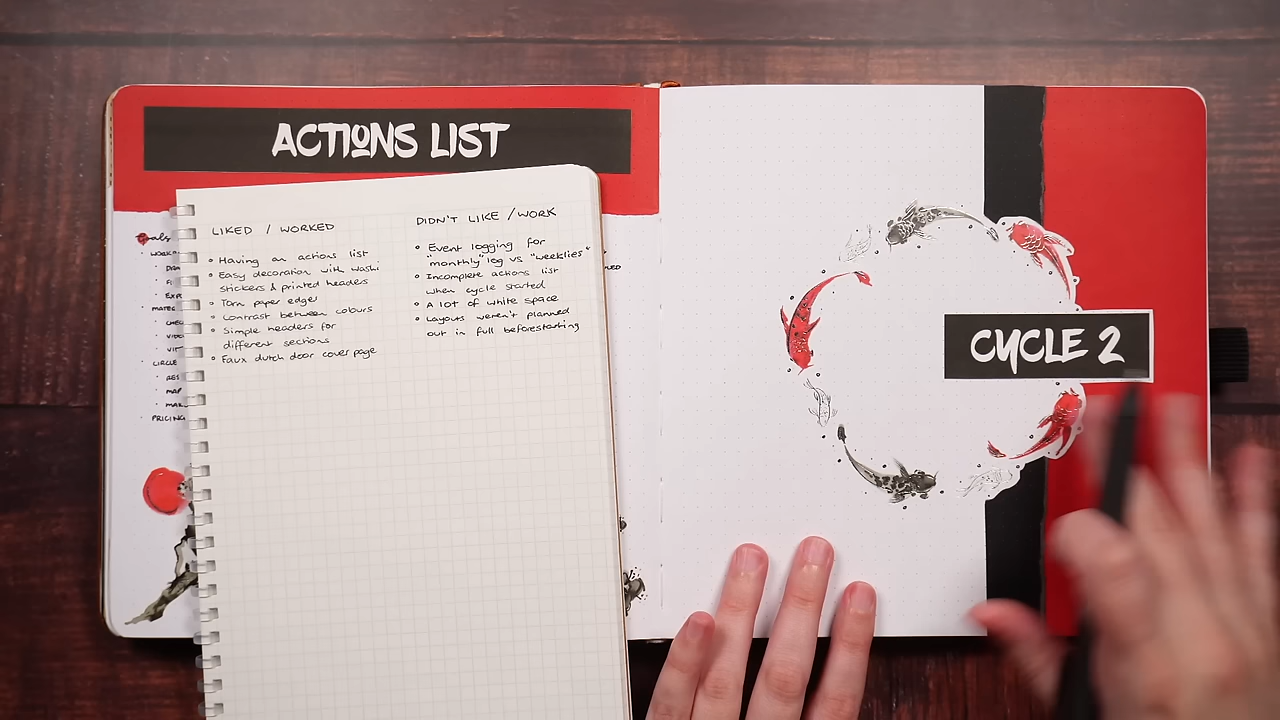 ACTIONS LIST
LIKED / WORKED
Having an actions list
Easy decoration with washi
stickers & printed headers
Torn paper edges
Contrast between colours
Simple headers for
different sections
Faux dutch door cover page
DIDN'T LIKE / WORK
Event logging for
"monthly" log vs "weeklies"
Incomplete actions list
when cycle started
A lot of white space
Layouts weren't planned
out in full before starting
CYCLE 2